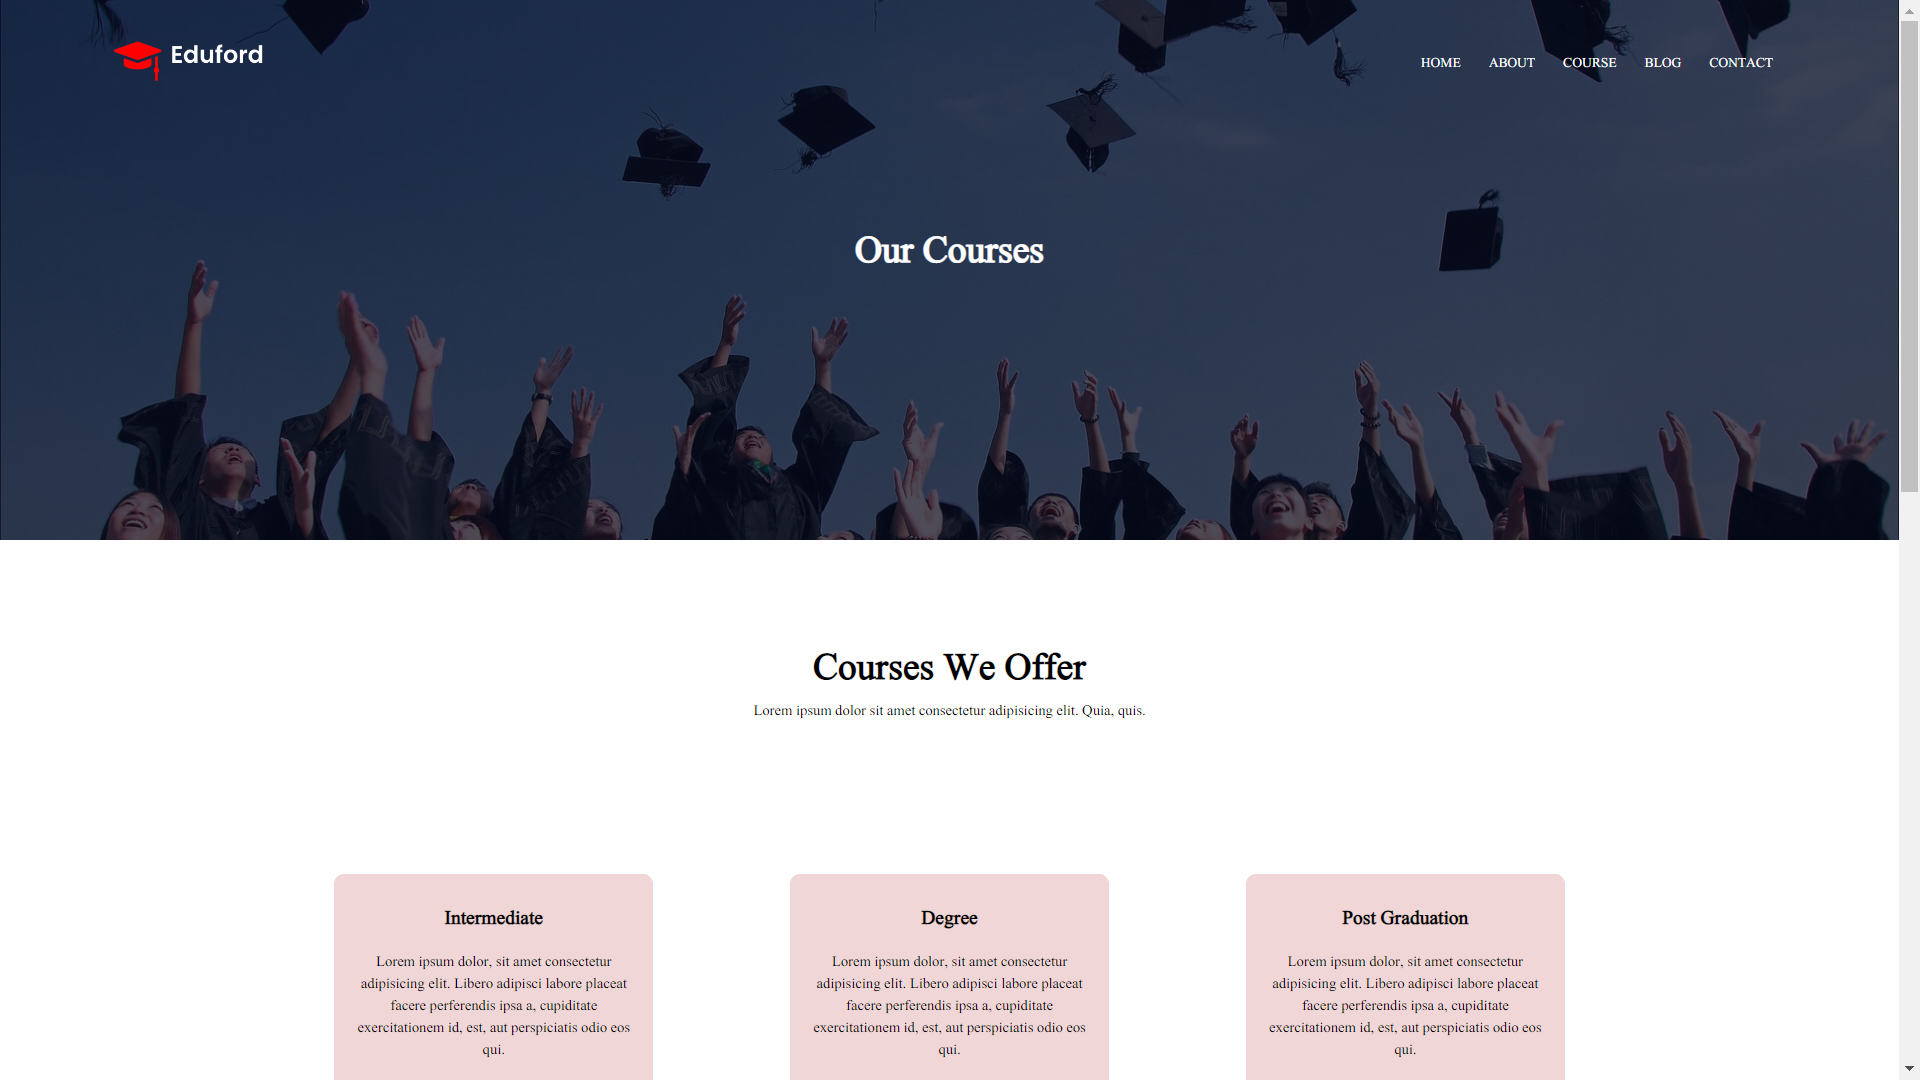 Eduford
HOME ABOUT COURSE BLOG CONTACT
Our Courses
Courses We Offer
Lorem ipsum dolor sit amet consectetur adipisicing elit. Quia, quis.
Intermediate
Lorem ipsum dolor, sit amet consectetur
adipisicing elit. Libero adipisci labore placeat
facere perferendis ipsa a, cupiditate
exercitationem id, est, aut perspiciatis odio eos
qui.
Degree
Lorem ipsum dolor, sit amet consectetur
adipisicing elit. Libero adipisci labore placeat
facere perferendis ipsa a, cupiditate
exercitationem id, est, aut perspiciatis odio eos
qui.
Post Graduation
Lorem ipsum dolor, sit amet consectetur
adipisicing elit. Libero adipisci labore placeat
facere perferendis ipsa a, cupiditate
exercitationem id, est, aut perspiciatis odio eos
qui.